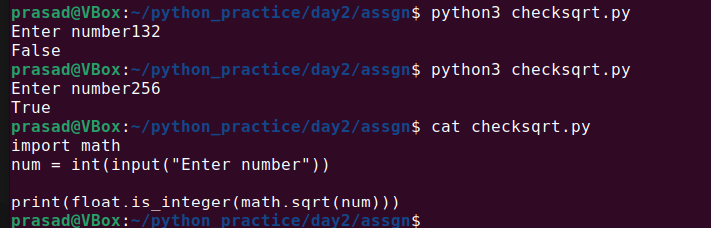 prasad@VBox:~/python_practice/day2/assgn$ python3 checksqrt.py
Enter number132
False
prasad@VBox:~/python_practice/day2/assgn$ python3 checksqrt.py
Enter number256
True
prasad@VBox:~/python_practice/day2/assgn$ cat checksqrt.py
import math
num = int(input("Enter number"))
print(float.is_integer(math.sqrt(num)))
prasad@VBox:~/python_practice/day2/assgn$